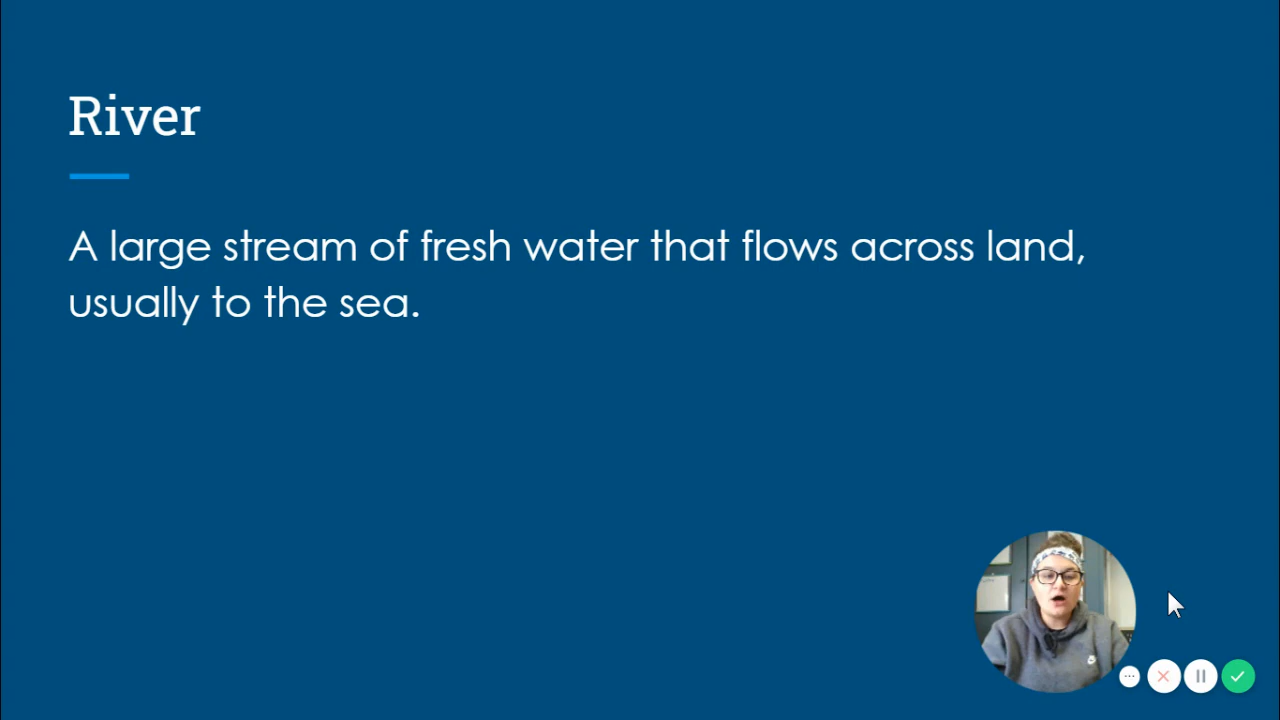 River
A large stream of fresh water that flows across land,
usually to the sea.